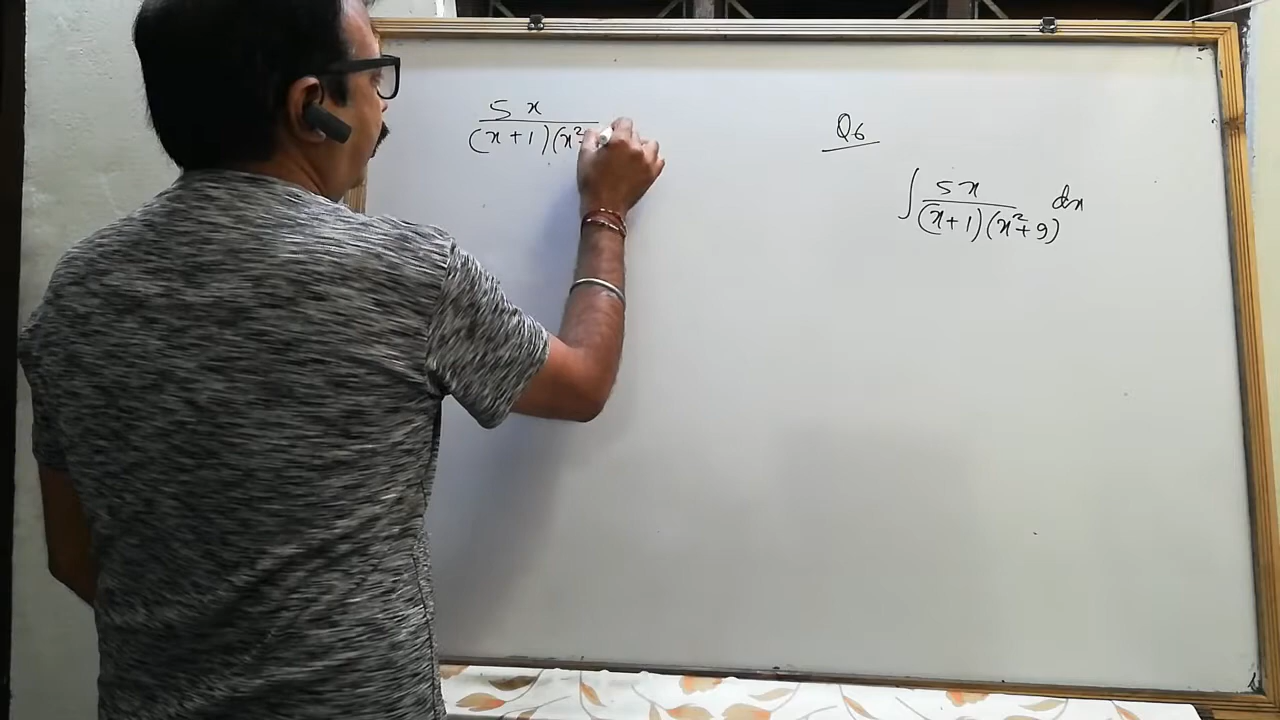 5x
(x+1)(x²
Q6
∫ 5x dx
(x+1)(x²+9)